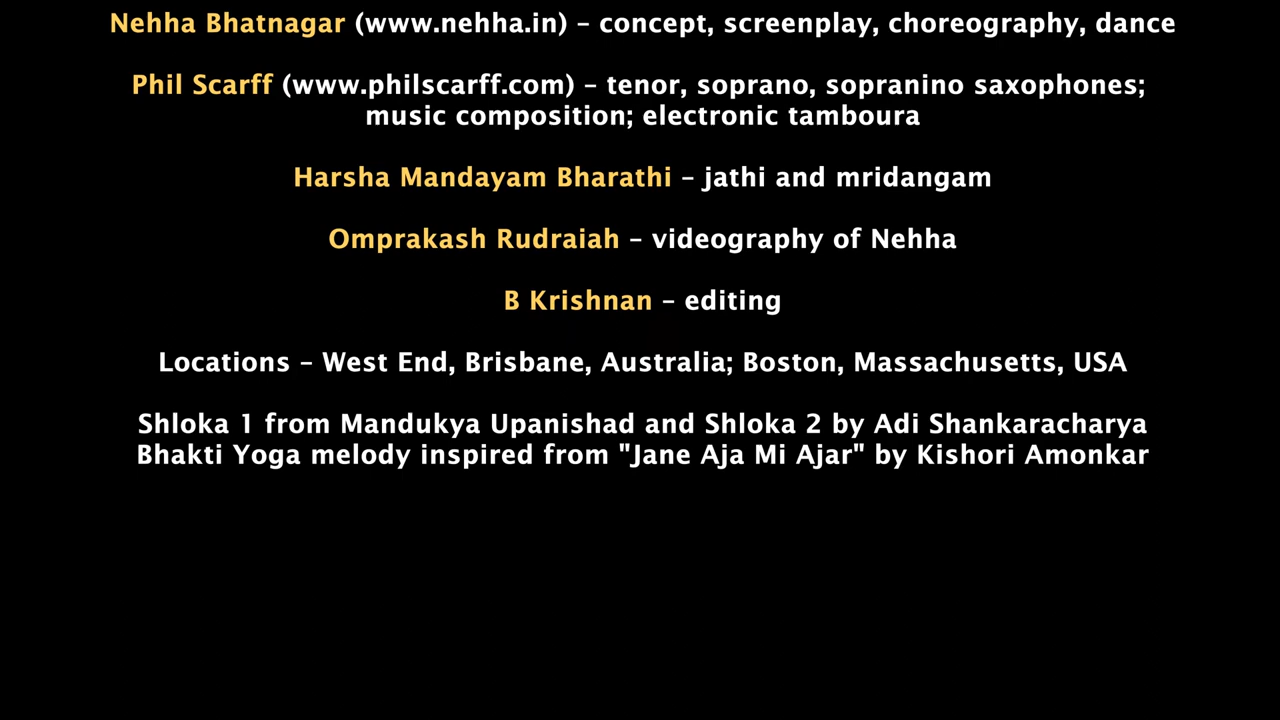 Nehha Bhatnagar (www.nehha.in) – concept, screenplay, choreography, dance
Phil Scarff (www.philscarff.com) – tenor, soprano, sopranino saxophones;
music composition; electronic tamboura
Harsha Mandayam Bharathi – jathi and mridangam
Omprakash Rudraiah – videography of Nehha
B Krishnan – editing
Locations – West End, Brisbane, Australia; Boston, Massachusetts, USA
Shloka 1 from Mandukya Upanishad and Shloka 2 by Adi Shankaracharya
Bhakti Yoga melody inspired from "Jane Aja Mi Ajar" by Kishori Amonkar